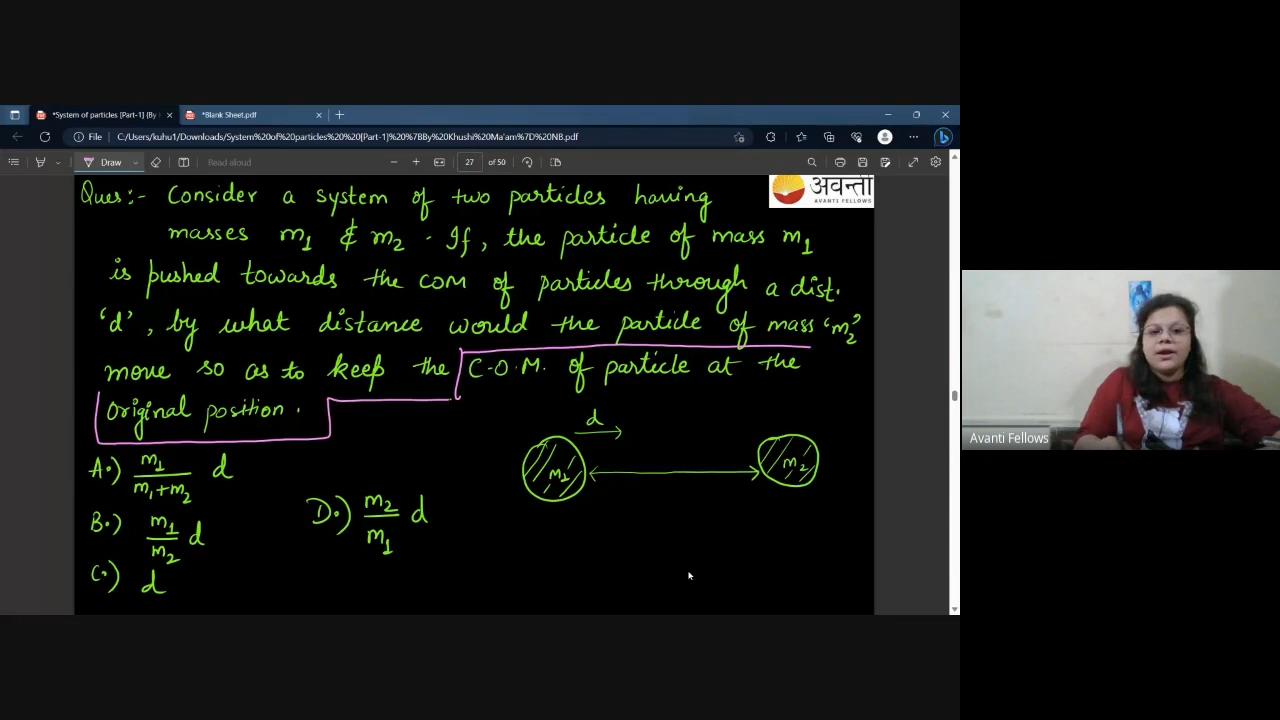 *System of particles [Part-1] (By
*Blank Sheet.pdf
File
C:/Users/kuhu1/Downloads/System%20of%20particles%20%20[Part-1]%20%7BBy%20Khushi%20Ma'am%7D%20NB.pdf
Draw
Read aloud
27 of 50
Ques:- Consider a system of two particles having
masses m₁ & m₂. If, the particle of mass m₁
is pushed towards the COM of particles through a dist.
'd', by what distance would the particle of mass 'm₂'
move so as to keep the C.O.M. of particle at the
original position.
अवन्ती
AVANTI FELLOWS
A.) m₁/(m₁+m₂) d
B.) m₁/m₂ d
C.) d
D.) m₂/m₁ d
d
m₁
m₂
Avanti Fellows